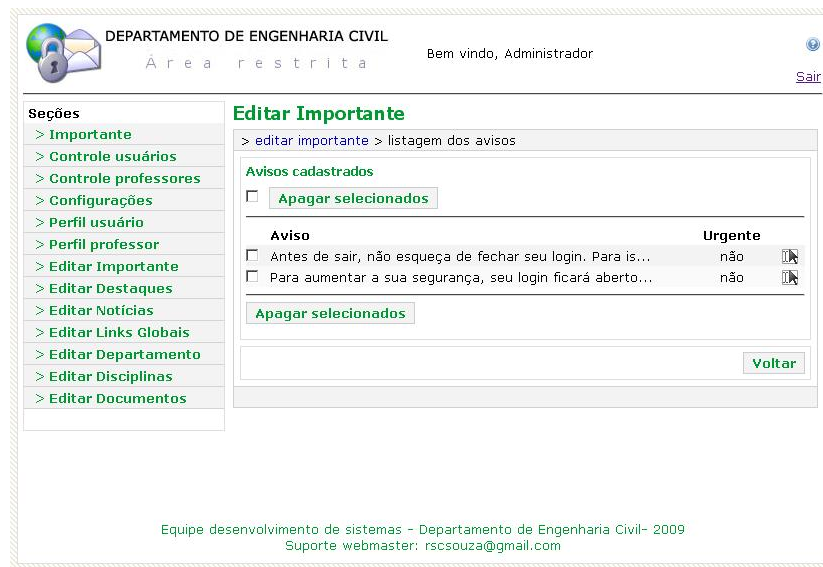 DEPARTAMENTO DE ENGENHARIA CIVIL
Área restrita
Bem vindo, Administrador
?
Sair
Seções
> Importante
> Controle usuários
> Controle professores
> Configurações
> Perfil usuário
> Perfil professor
> Editar Importante
> Editar Destaques
> Editar Notícias
> Editar Links Globais
> Editar Departamento
> Editar Disciplinas
> Editar Documentos
Editar Importante
> editar importante > listagem dos avisos
Avisos cadastrados
Apagar selecionados
Aviso Urgente
Antes de sair, não esqueça de fechar seu login. Para is... não
Para aumentar a sua segurança, seu login ficará aberto... não
Apagar selecionados
Voltar
Equipe desenvolvimento de sistemas - Departamento de Engenharia Civil- 2009
Suporte webmaster: rscsouza@gmail.com